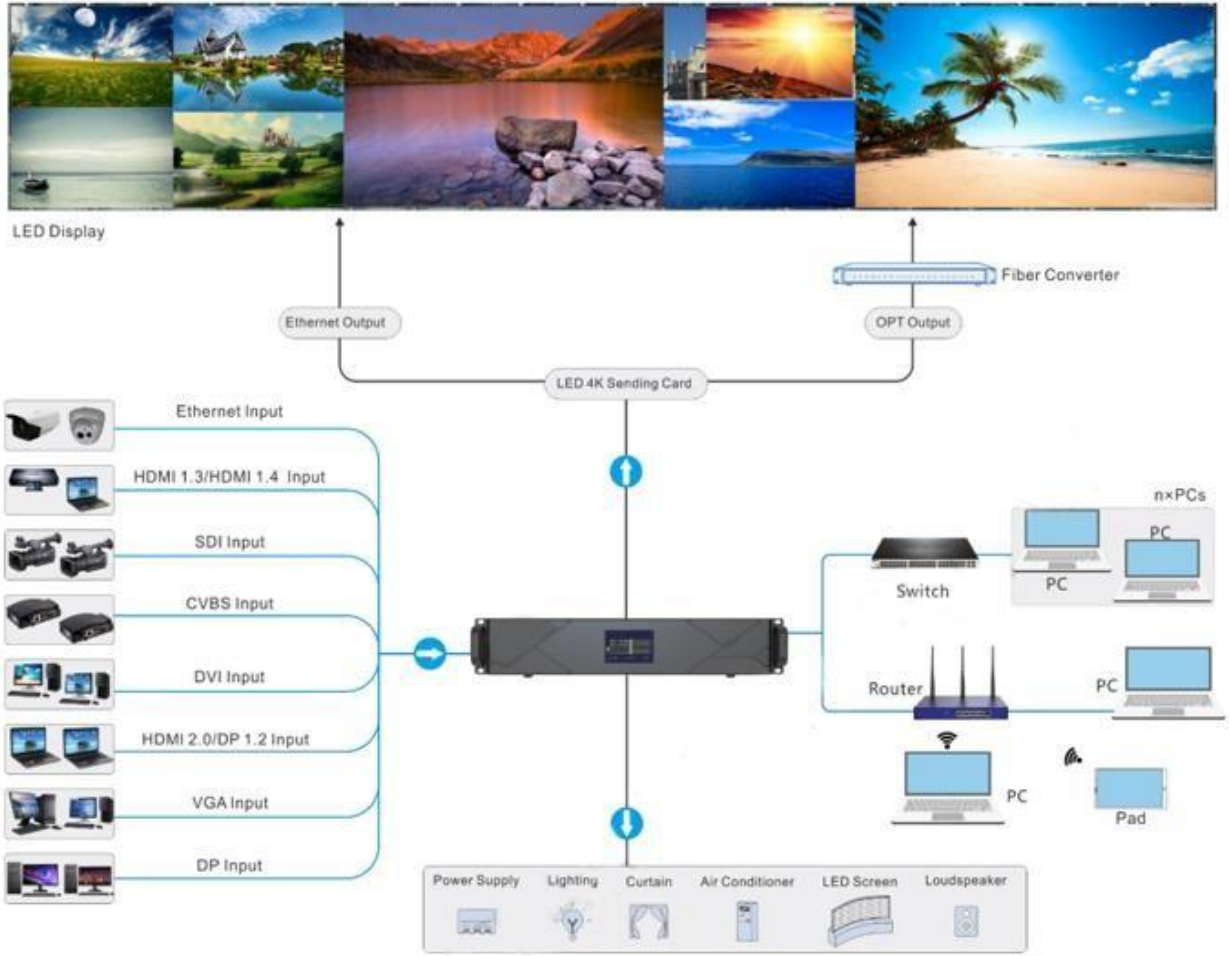 LED Display
Fiber Converter
Ethernet Output
OPT Output
LED 4K Sending Card
Ethernet Input
HDMI 1.3/HDMI 1.4 Input
SDI Input
CVBS Input
DVI Input
HDMI 2.0/DP 1.2 Input
VGA Input
DP Input
n×PCs
PC
PC
Switch
Router
PC
PC
Pad
Power Supply
Lighting
Curtain
Air Conditioner
LED Screen
Loudspeaker